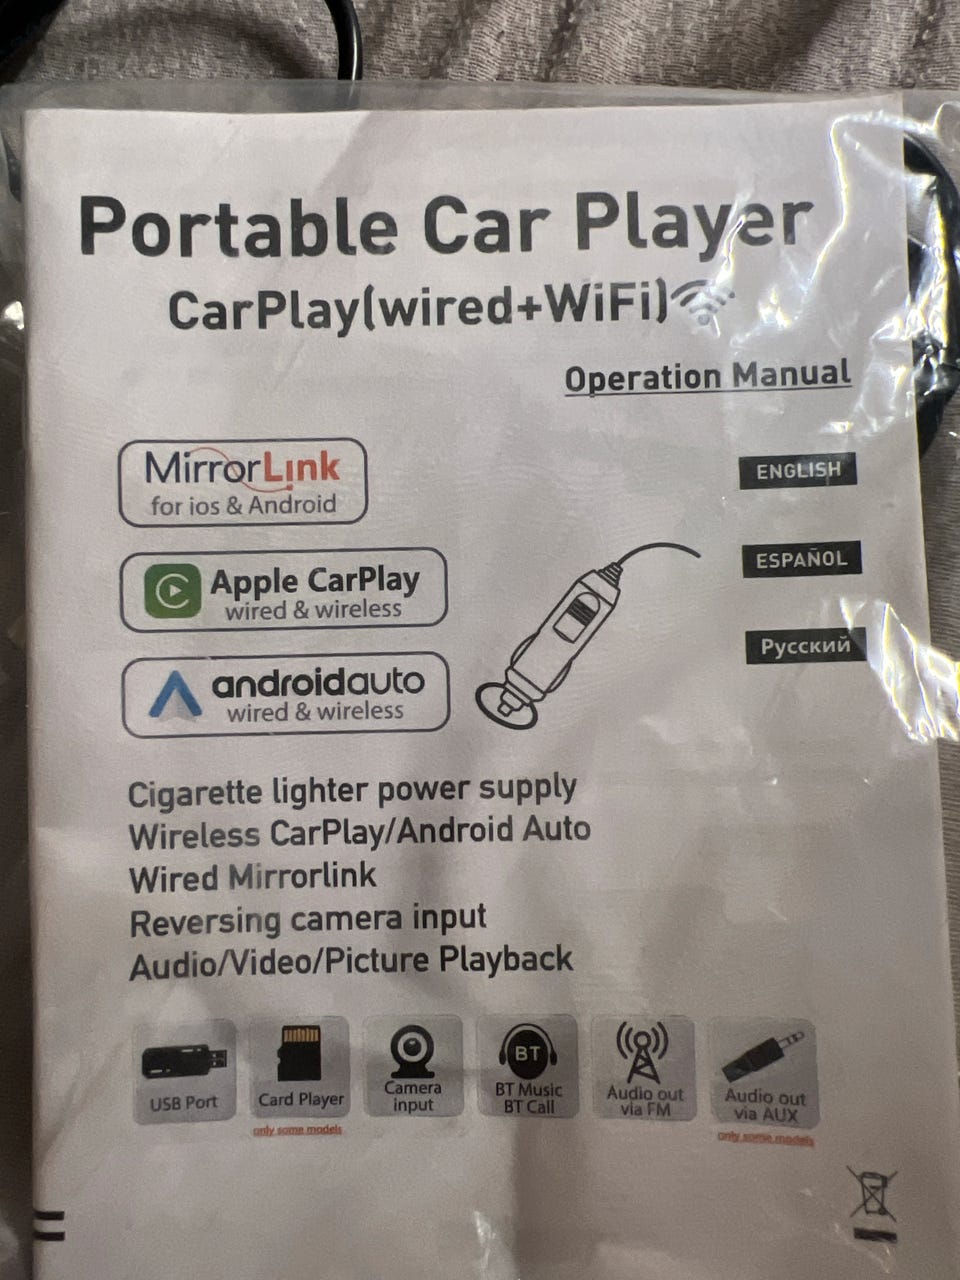 Portable Car Player
CarPlay(wired+WiFi)
Operation Manual
MirrorLink
for ios & Android
ENGLISH
Apple CarPlay
wired & wireless
ESPAÑOL
androidauto
wired & wireless
Русский
Cigarette lighter power supply
Wireless CarPlay/Android Auto
Wired Mirrorlink
Reversing camera input
Audio/Video/Picture Playback
USB Port
Card Player
only some models
Camera
input
BT
BT Music
BT Call
Audio out
via FM
Audio out
via AUX
only some models